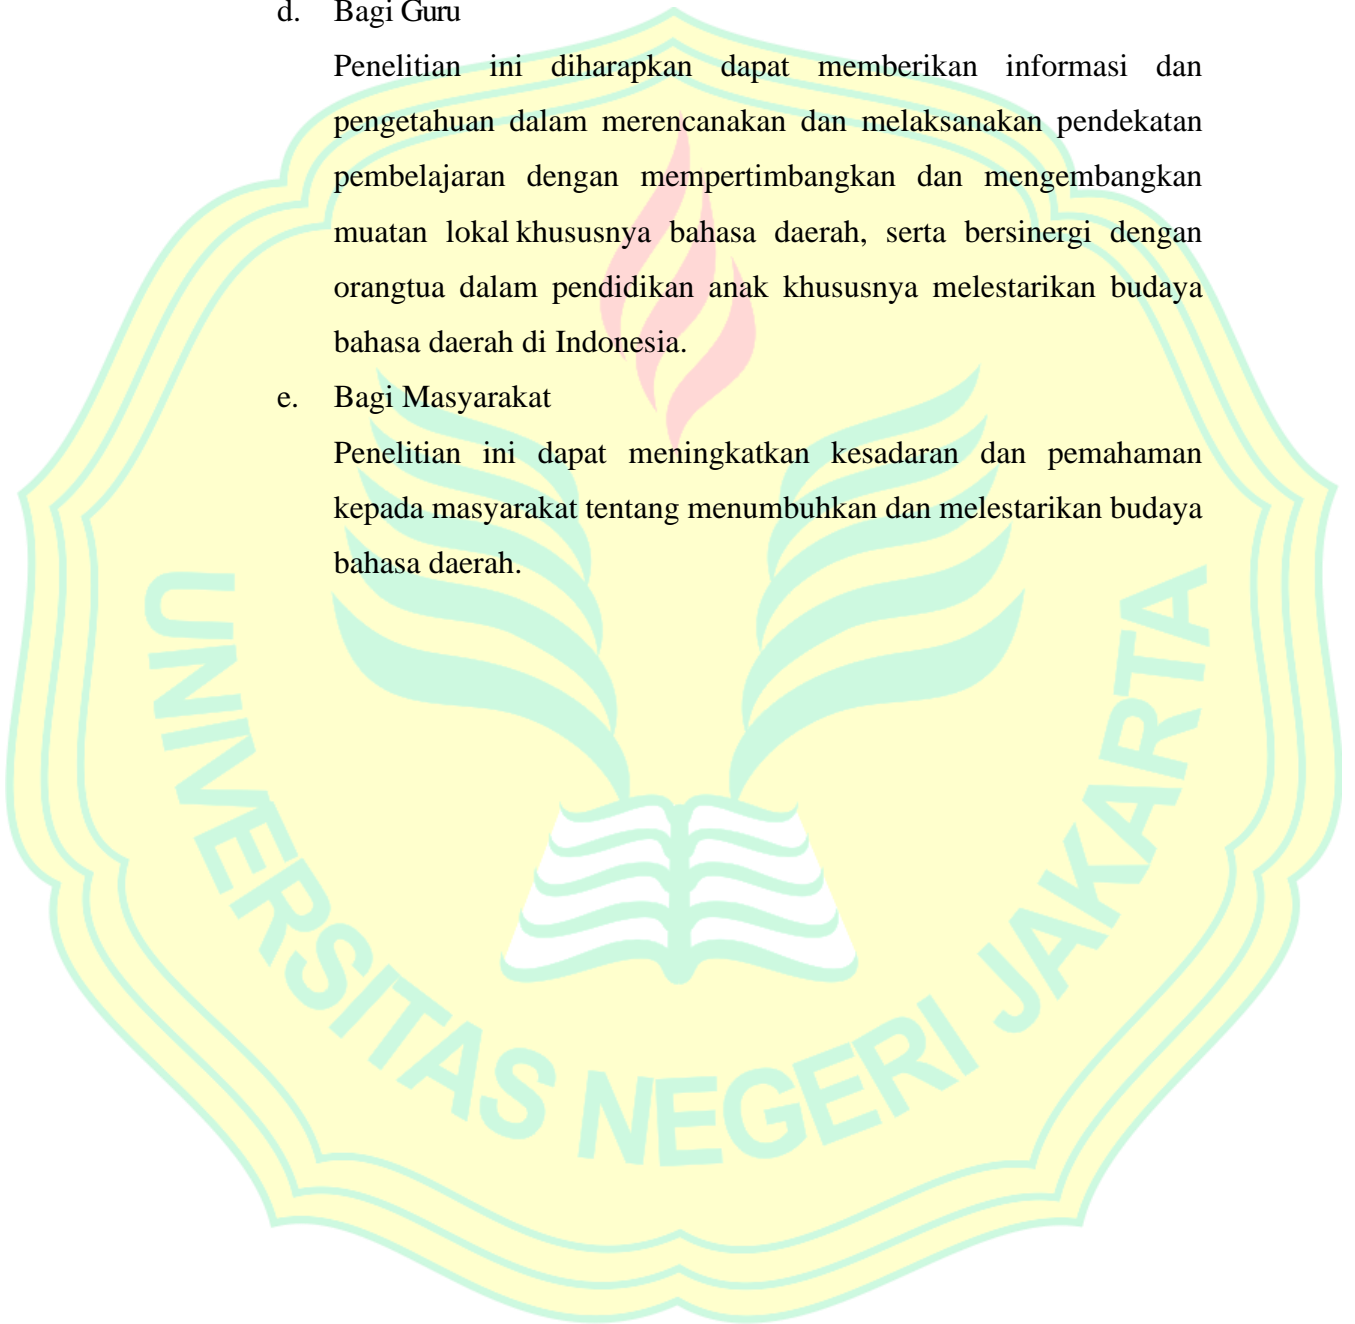 d. Bagi Guru
Penelitian ini diharapkan dapat memberikan informasi dan
pengetahuan dalam merencanakan dan melaksanakan pendekatan
pembelajaran dengan mempertimbangkan dan mengembangkan
muatan lokal khususnya bahasa daerah, serta bersinergi dengan
orangtua dalam pendidikan anak khususnya melestarikan budaya
bahasa daerah di Indonesia.
e. Bagi Masyarakat
Penelitian ini dapat meningkatkan kesadaran dan pemahaman
kepada masyarakat tentang menumbuhkan dan melestarikan budaya
bahasa daerah.
UNIVERSITAS NEGERI JAKARTA